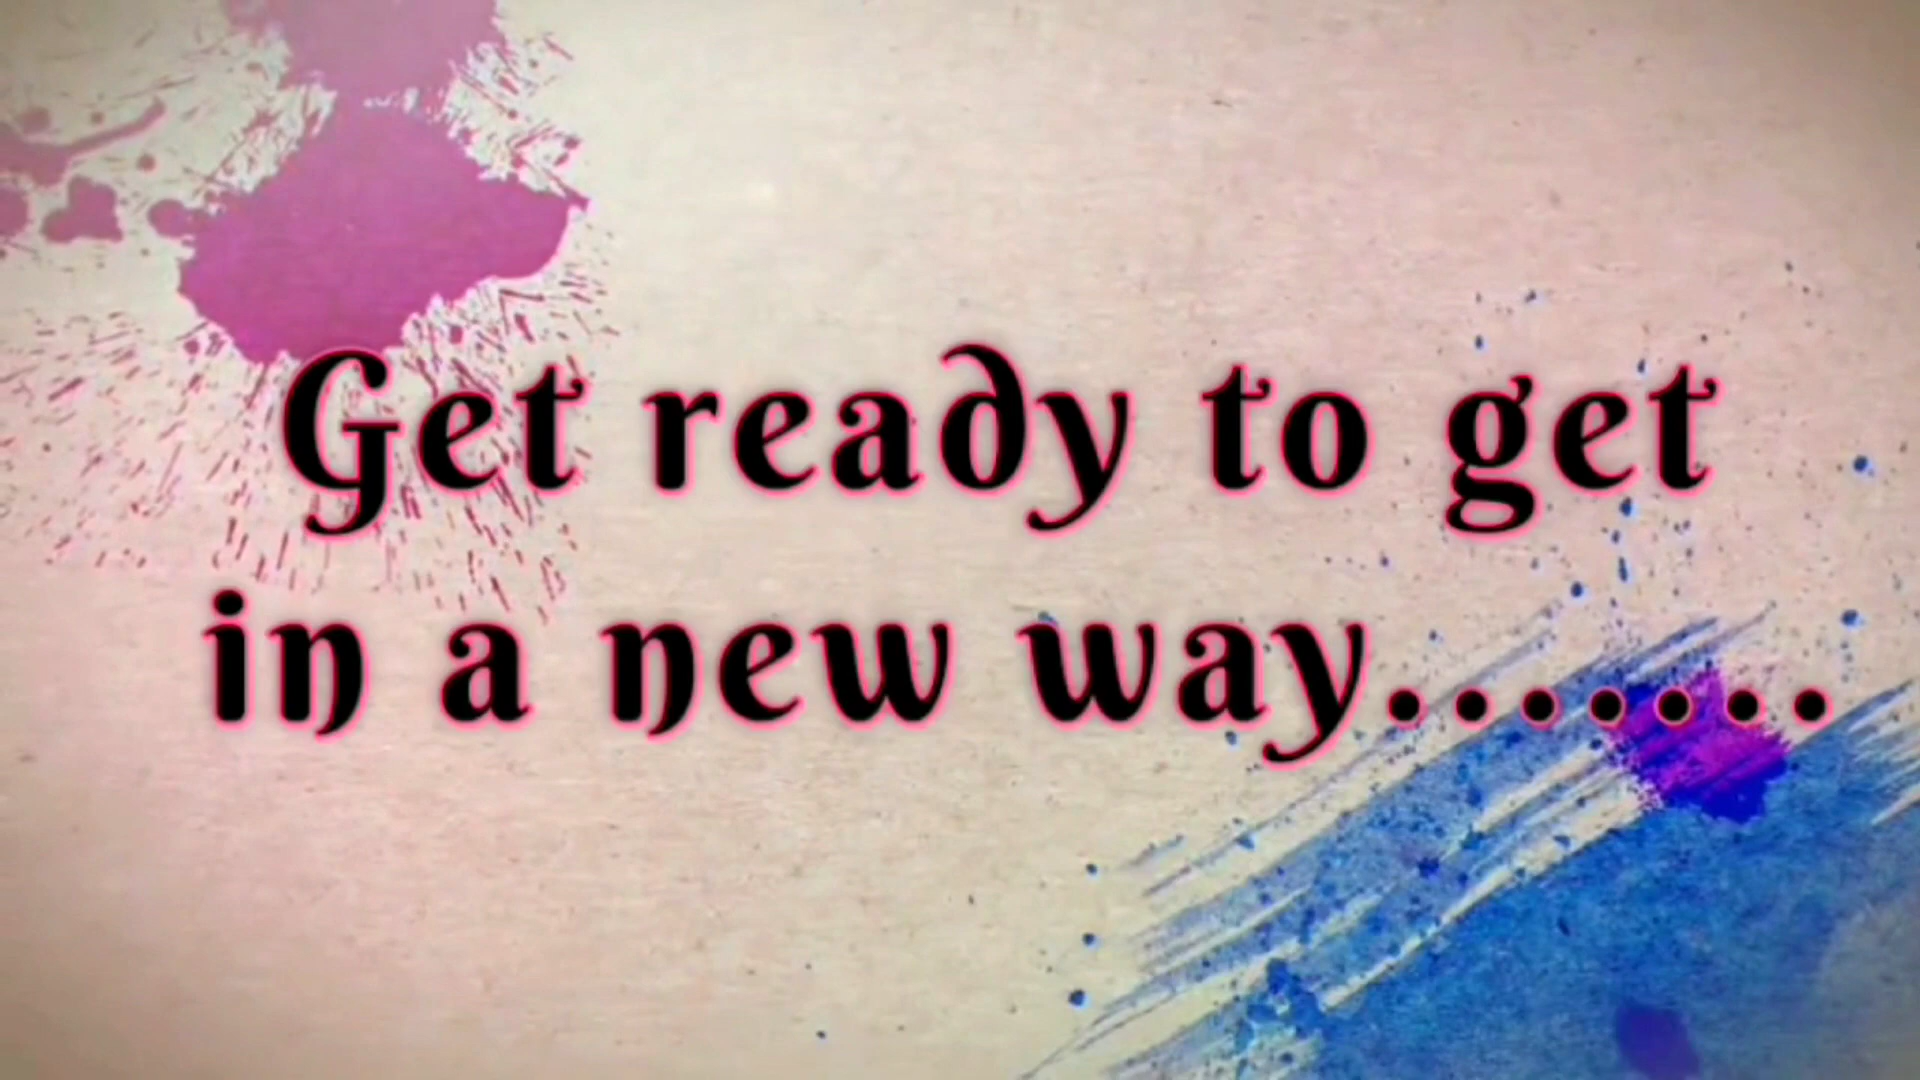 Get ready to get
in a new way.......